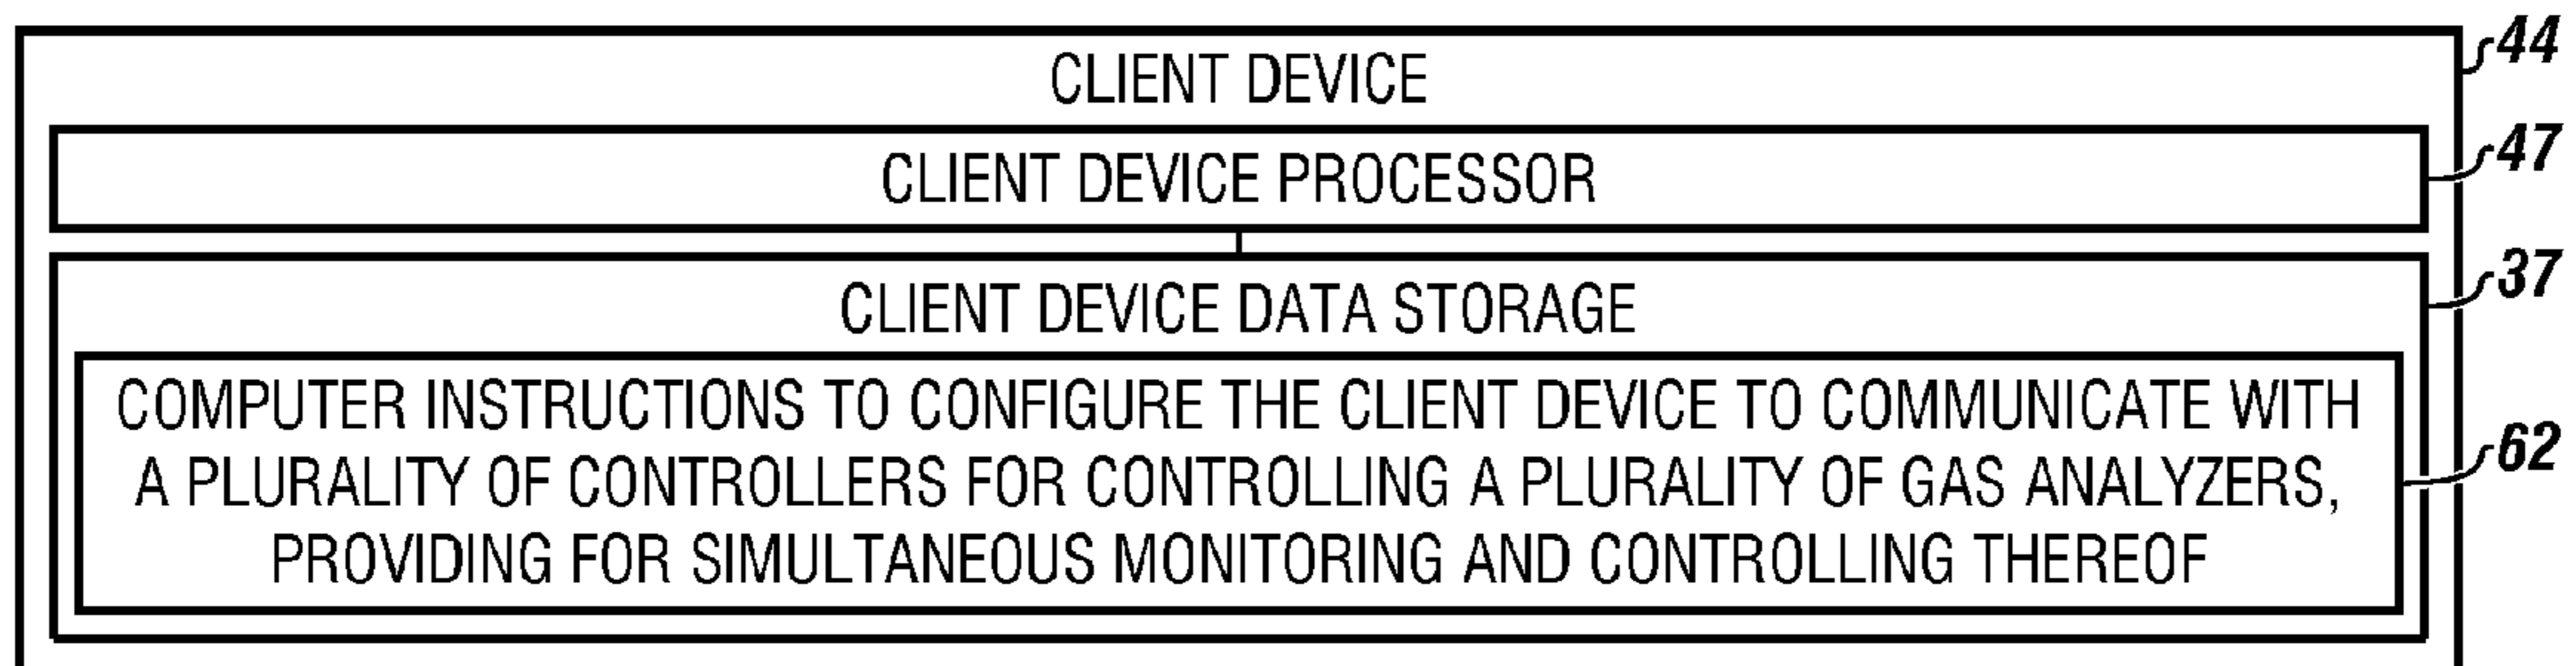 CLIENT DEVICE
44
CLIENT DEVICE PROCESSOR
47
CLIENT DEVICE DATA STORAGE
37
COMPUTER INSTRUCTIONS TO CONFIGURE THE CLIENT DEVICE TO COMMUNICATE WITH
A PLURALITY OF CONTROLLERS FOR CONTROLLING A PLURALITY OF GAS ANALYZERS,
PROVIDING FOR SIMULTANEOUS MONITORING AND CONTROLLING THEREOF
62